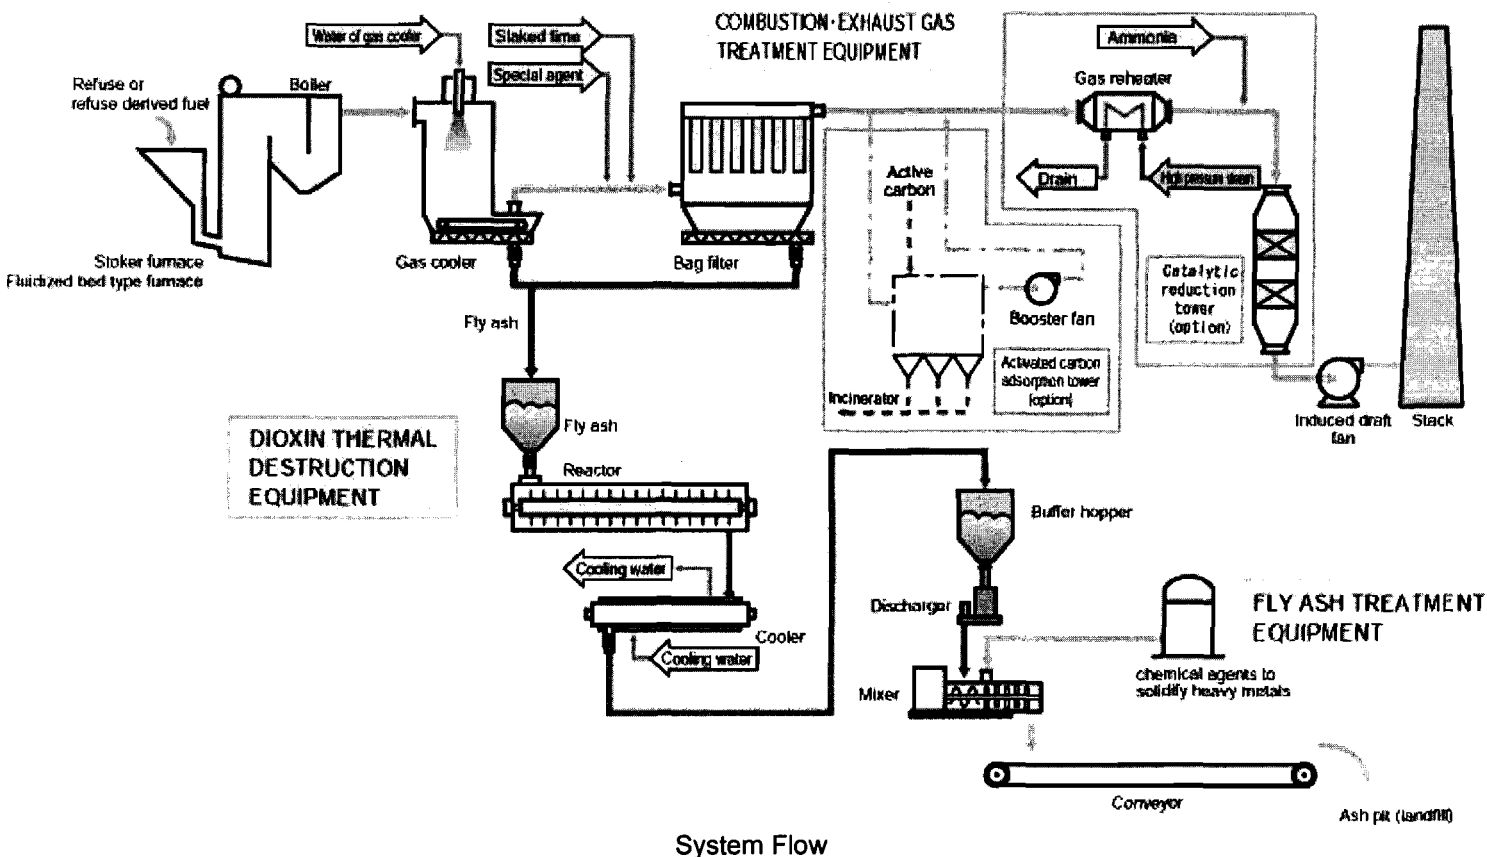 COMBUSTION·EXHAUST GAS
TREATMENT EQUIPMENT
Water of gas cooler
Slaked lime
Special agent
Ammonia
Gas reheater
Refuse or
refuse derived fuel
Boiler
Active
carbon
Drain
Stoker furnace
Fluidized bed type furnace
Gas cooler
Bag filter
Catalytic
reduction
tower
(option)
Booster fan
Fly ash
Activated carbon
adsorption tower
(option)
Incinerator
Induced draft
fan
Stack
DIOXIN THERMAL
DESTRUCTION
EQUIPMENT
Fly ash
Reactor
Buffer hopper
Cooling water
Discharger
FLY ASH TREATMENT
EQUIPMENT
Cooler
Cooling water
chemical agents to
solidify heavy metals
Mixer
Conveyor
Ash pit (landfill)
System Flow